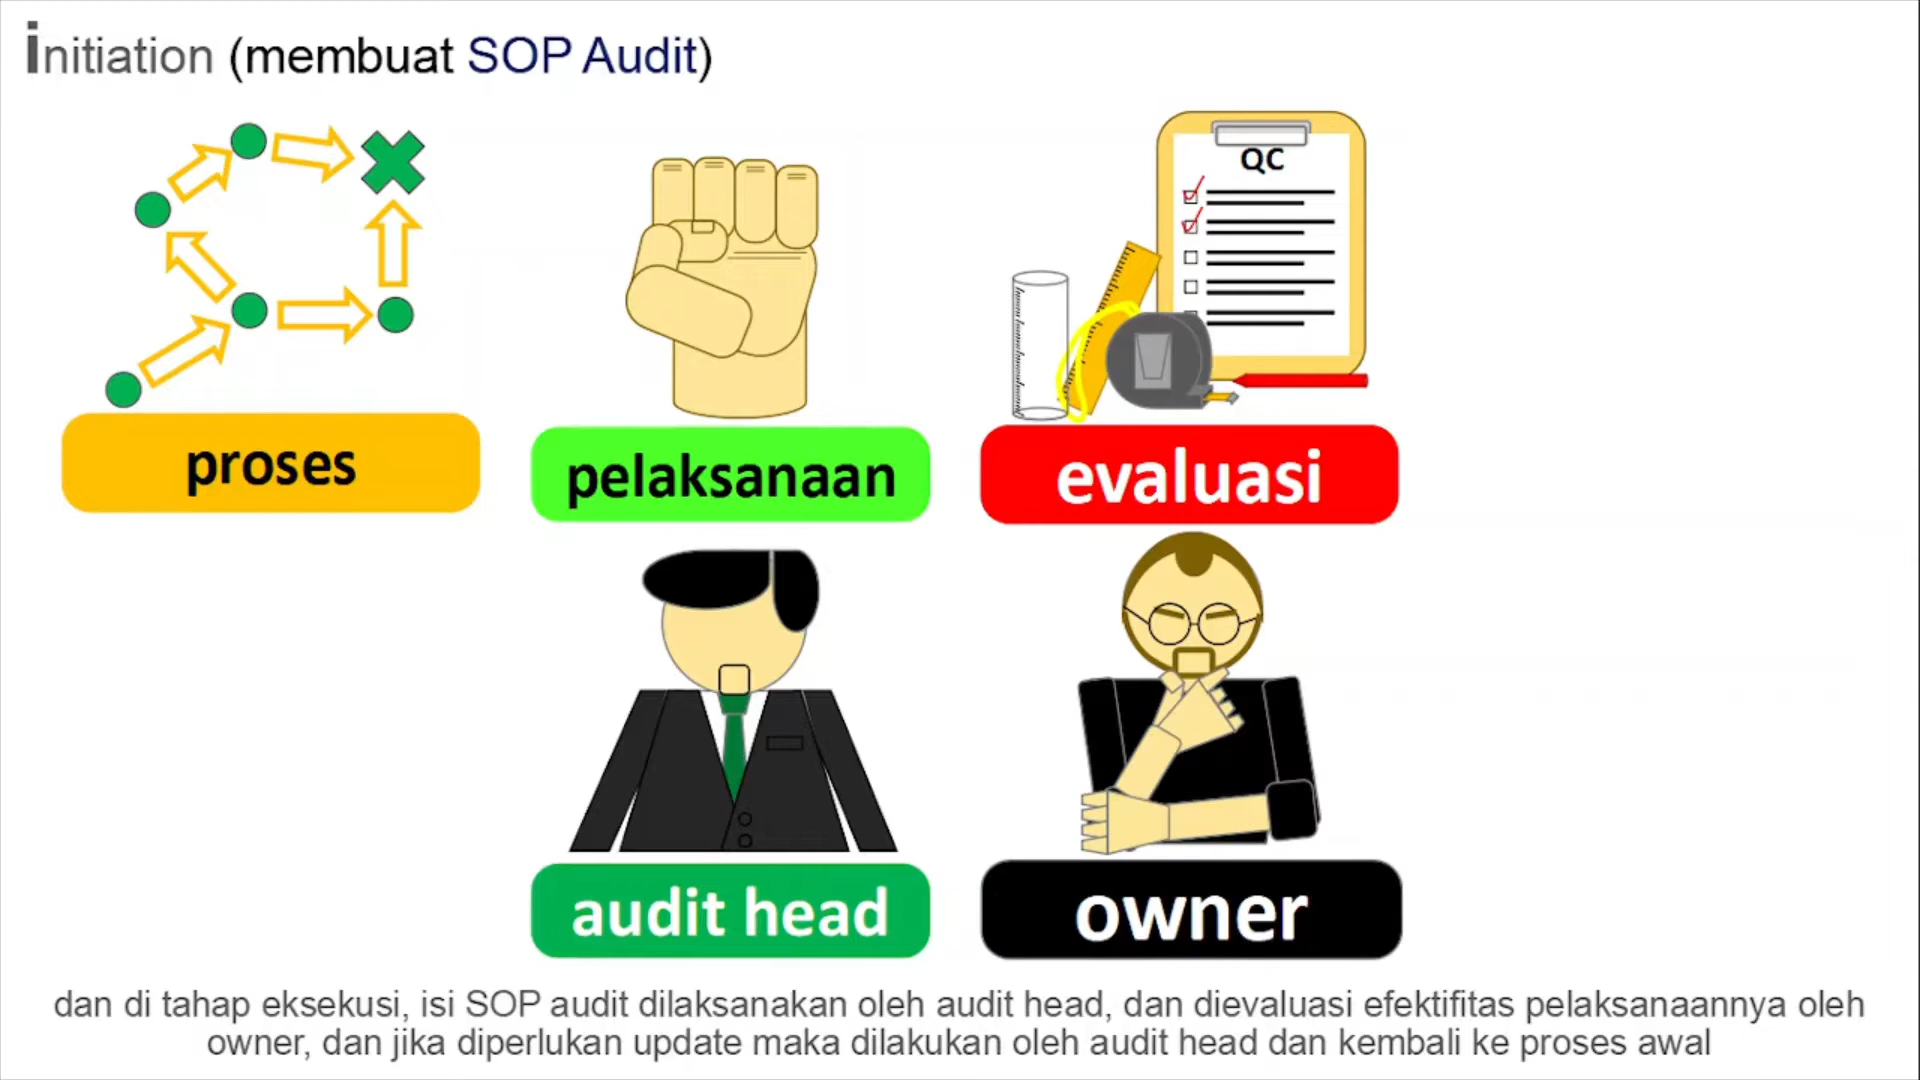 initiation (membuat SOP Audit)
QC
proses
pelaksanaan
evaluasi
audit head
owner
dan di tahap eksekusi, isi SOP audit dilaksanakan oleh audit head, dan dievaluasi efektifitas pelaksanaannya oleh
owner, dan jika diperlukan update maka dilakukan oleh audit head dan kembali ke proses awal